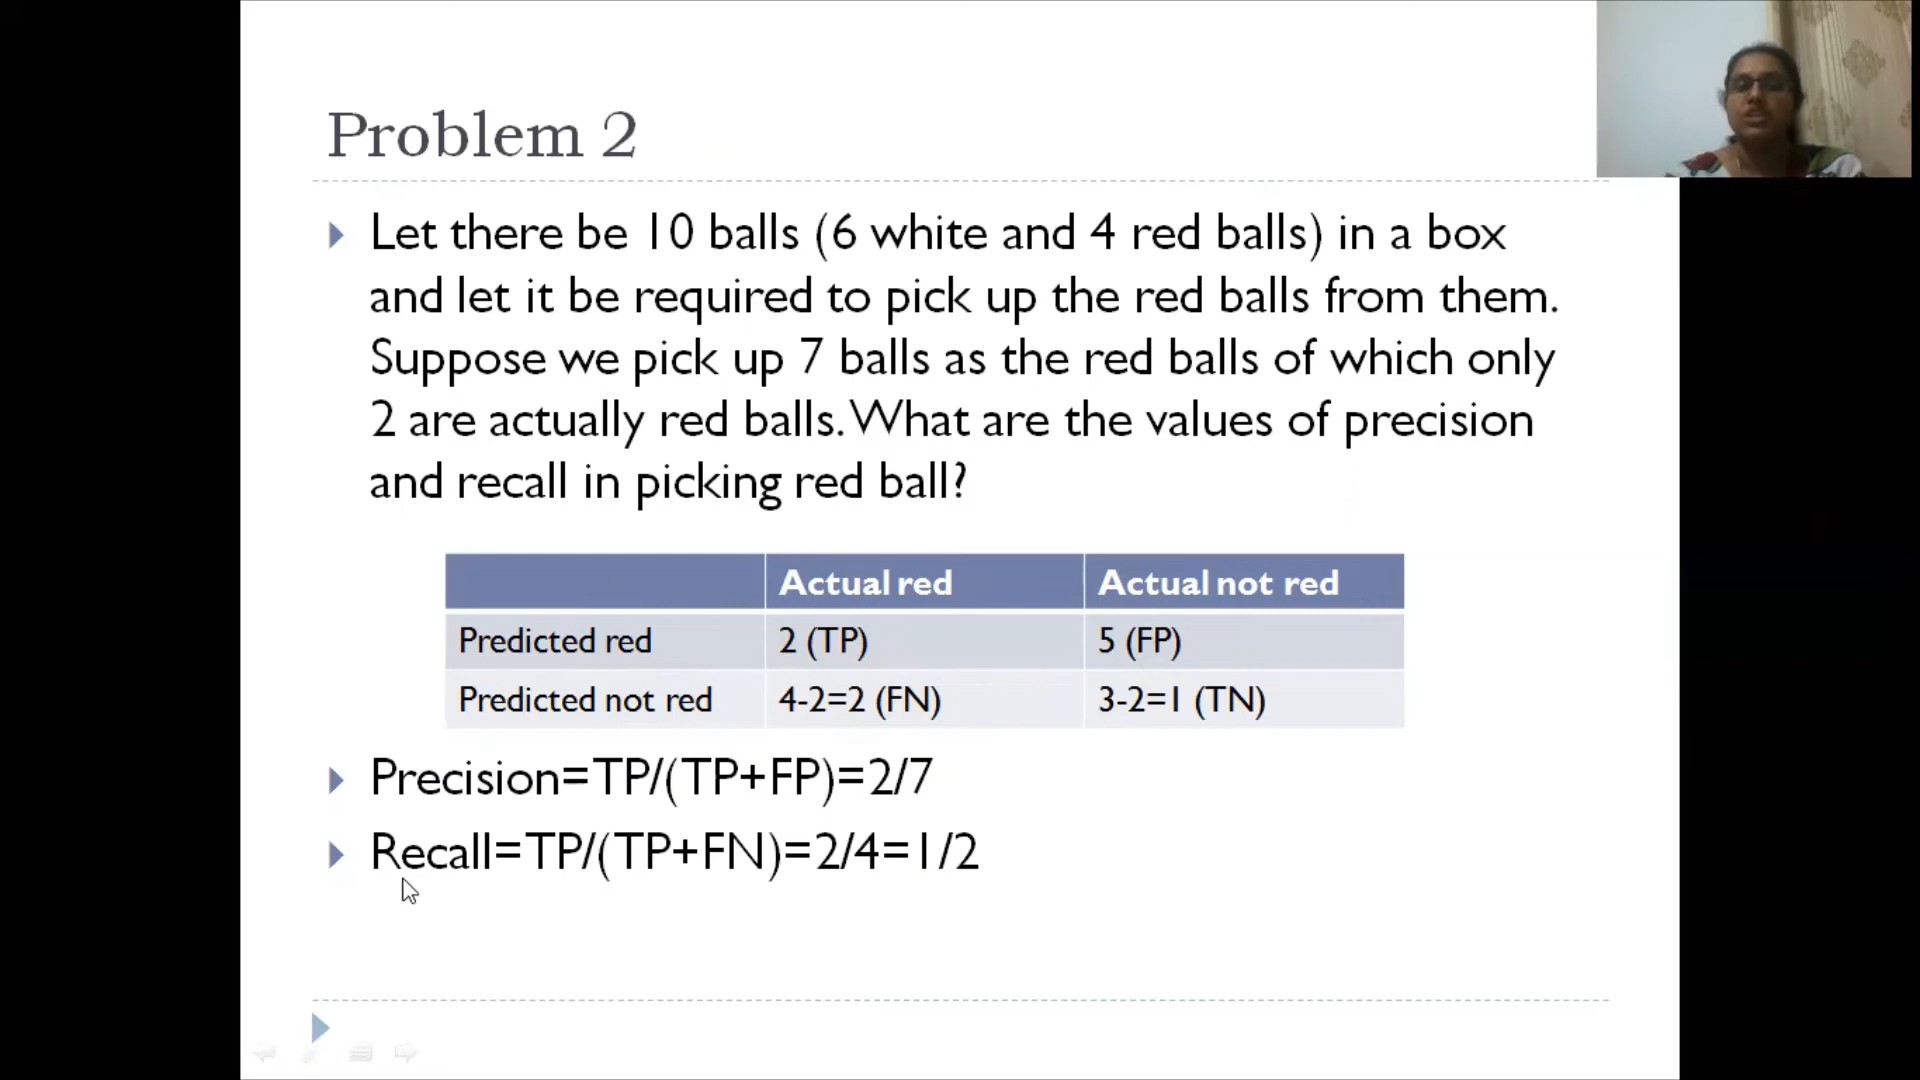 Problem 2
Let there be 10 balls (6 white and 4 red balls) in a box
and let it be required to pick up the red balls from them.
Suppose we pick up 7 balls as the red balls of which only
2 are actually red balls. What are the values of precision
and recall in picking red ball?
Actual red Actual not red
Predicted red 2 (TP) 5 (FP)
Predicted not red 4-2=2 (FN) 3-2=1 (TN)
Precision=TP/(TP+FP)=2/7
Recall=TP/(TP+FN)=2/4=1/2